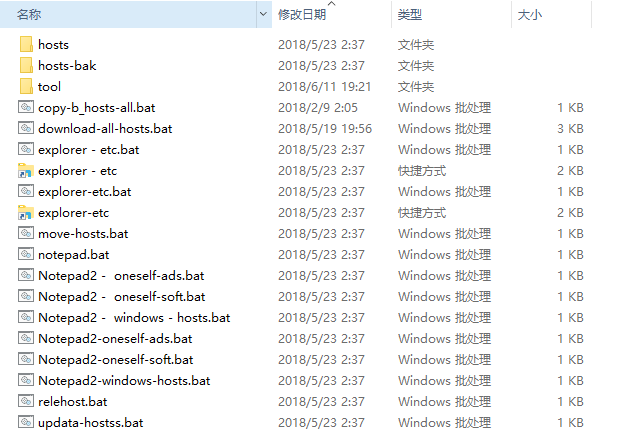 名称 修改日期 类型 大小
hosts 2018/5/23 2:37 文件夹
hosts-bak 2018/5/23 2:37 文件夹
tool 2018/6/11 19:21 文件夹
copy-b_hosts-all.bat 2018/2/9 2:05 Windows 批处理 1 KB
download-all-hosts.bat 2018/5/19 19:56 Windows 批处理 3 KB
explorer - etc.bat 2018/5/23 2:37 Windows 批处理 1 KB
explorer - etc 2018/5/23 2:37 快捷方式 2 KB
explorer-etc.bat 2018/5/23 2:37 Windows 批处理 1 KB
explorer-etc 2018/5/23 2:37 快捷方式 2 KB
move-hosts.bat 2018/5/23 2:37 Windows 批处理 1 KB
notepad.bat 2018/5/23 2:37 Windows 批处理 1 KB
Notepad2 - oneself-ads.bat 2018/5/23 2:37 Windows 批处理 1 KB
Notepad2 - oneself-soft.bat 2018/5/23 2:37 Windows 批处理 1 KB
Notepad2 - windows - hosts.bat 2018/5/23 2:37 Windows 批处理 1 KB
Notepad2-oneself-ads.bat 2018/5/23 2:37 Windows 批处理 1 KB
Notepad2-oneself-soft.bat 2018/5/23 2:37 Windows 批处理 1 KB
Notepad2-windows-hosts.bat 2018/5/23 2:37 Windows 批处理 1 KB
relehost.bat 2018/5/23 2:37 Windows 批处理 1 KB
updata-hostss.bat 2018/5/23 2:37 Windows 批处理 1 KB